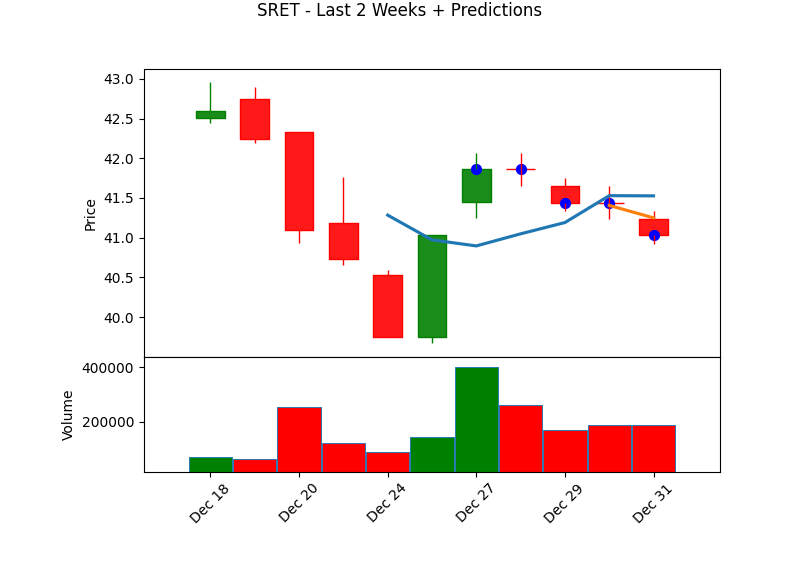 SRET - Last 2 Weeks + Predictions
43.0
42.5
42.0
41.5
41.0
40.5
40.0
Price
400000
200000
Volume
Dec 18
Dec 20
Dec 24
Dec 27
Dec 29
Dec 31